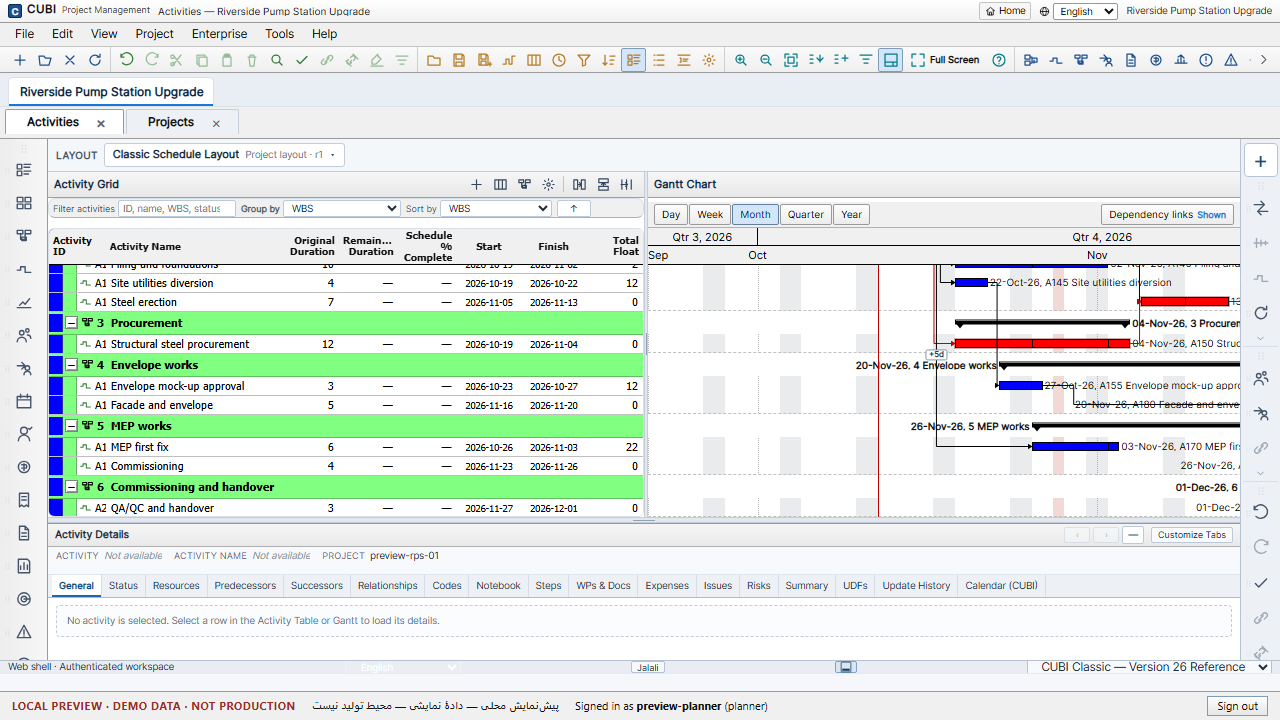 CUBI Project Management Activities — Riverside Pump Station Upgrade Home English Riverside Pump Station Upgrade
File Edit View Project Enterprise Tools Help
Full Screen
Riverside Pump Station Upgrade
Activities × Projects ×
LAYOUT Classic Schedule Layout Project layout · r1
Activity Grid
Filter activities ID, name, WBS, status Group by WBS Sort by WBS ↑
Activity ID Activity Name Original Duration Remain... Duration Schedule % Complete Start Finish Total Float
A1 Site utilities diversion 4 — — 2026-10-19 2026-10-22 12
A1 Steel erection 7 — — 2026-11-05 2026-11-13 0
3 Procurement
A1 Structural steel procurement 12 — — 2026-10-19 2026-11-04 0
4 Envelope works
A1 Envelope mock-up approval 3 — — 2026-10-23 2026-10-27 12
A1 Facade and envelope 5 — — 2026-11-16 2026-11-20 0
5 MEP works
A1 MEP first fix 6 — — 2026-10-26 2026-11-03 22
A1 Commissioning 4 — — 2026-11-23 2026-11-26 0
6 Commissioning and handover
A2 QA/QC and handover 3 — — 2026-11-27 2026-12-01 0
Gantt Chart
Day Week Month Quarter Year Dependency links Shown
Qtr 3, 2026 Qtr 4, 2026
Sep Oct Nov
22-Oct-26, A145 Site utilities diversion
04-Nov-26, 3 Procurem
04-Nov-26, A150 Struc
+5d
20-Nov-26, 4 Envelope works
27-Oct-26, A155 Envelope mock-up appro
20-Nov-26, A180 Facade and enve
26-Nov-26, 5 MEP works
03-Nov-26, A170 MEP firs
26-Nov-26, A
01-Dec-26, 6
01-Dec-2
Activity Details Customize Tabs
ACTIVITY Not available ACTIVITY NAME Not available PROJECT preview-rps-01
General Status Resources Predecessors Successors Relationships Codes Notebook Steps WPs & Docs Expenses Issues Risks Summary UDFs Update History Calendar (CUBI)
No activity is selected. Select a row in the Activity Table or Gantt to load its details.
Web shell · Authenticated workspace English Jalali CUBI Classic — Version 26 Reference
LOCAL PREVIEW · DEMO DATA · NOT PRODUCTION پیش‌نمایش محلی — دادهٔ نمایشی — محیط تولید نیست Signed in as preview-planner (planner) Sign out